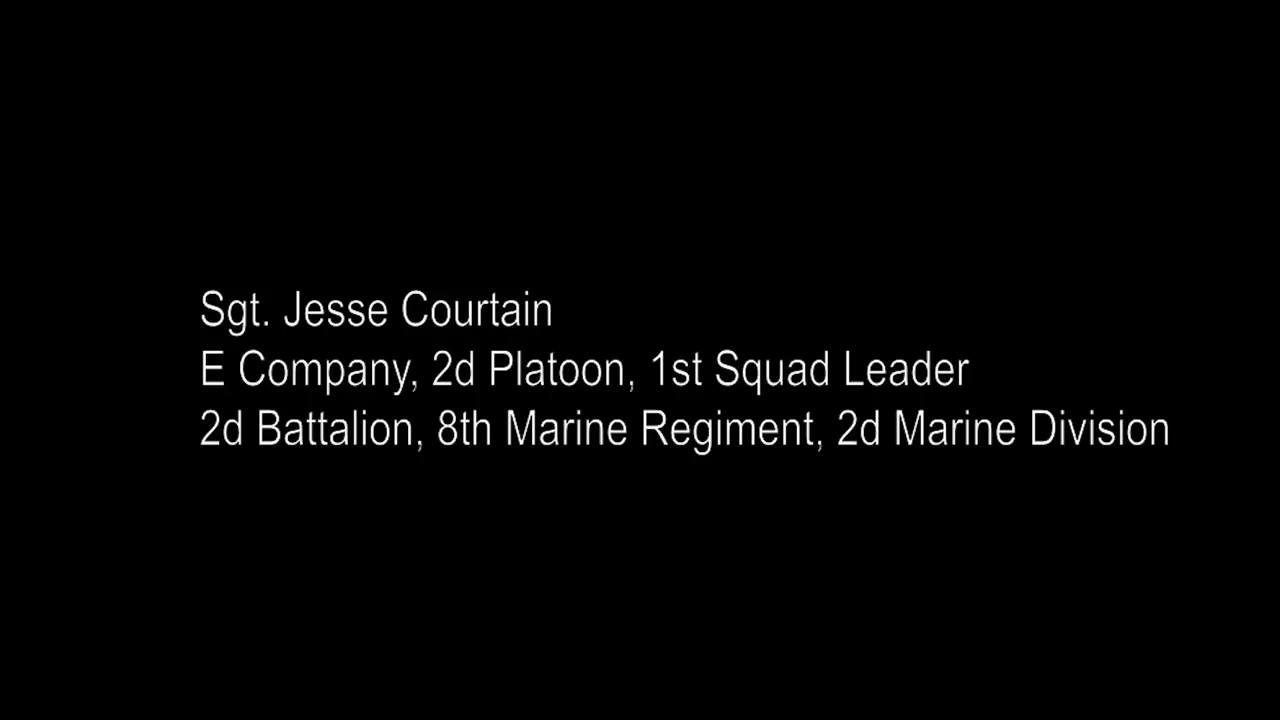 Sgt. Jesse Courtain
E Company, 2d Platoon, 1st Squad Leader
2d Battalion, 8th Marine Regiment, 2d Marine Division